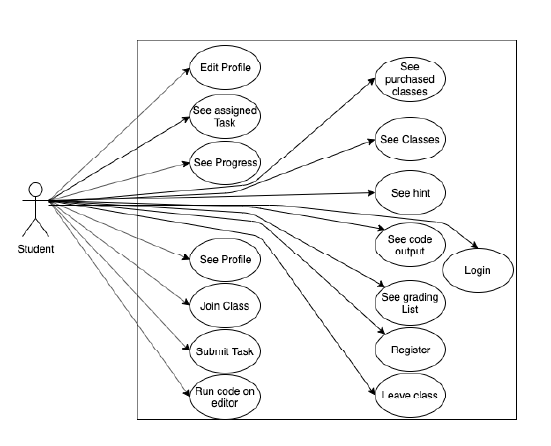 Student
Edit Profile
See assigned
Task
See Progress
See Profile
Join Class
Submit Task
Run code on
editor
See
purchased
classes
See Classes
See hint
See code
output
Login
See grading
List
Register
Leave class